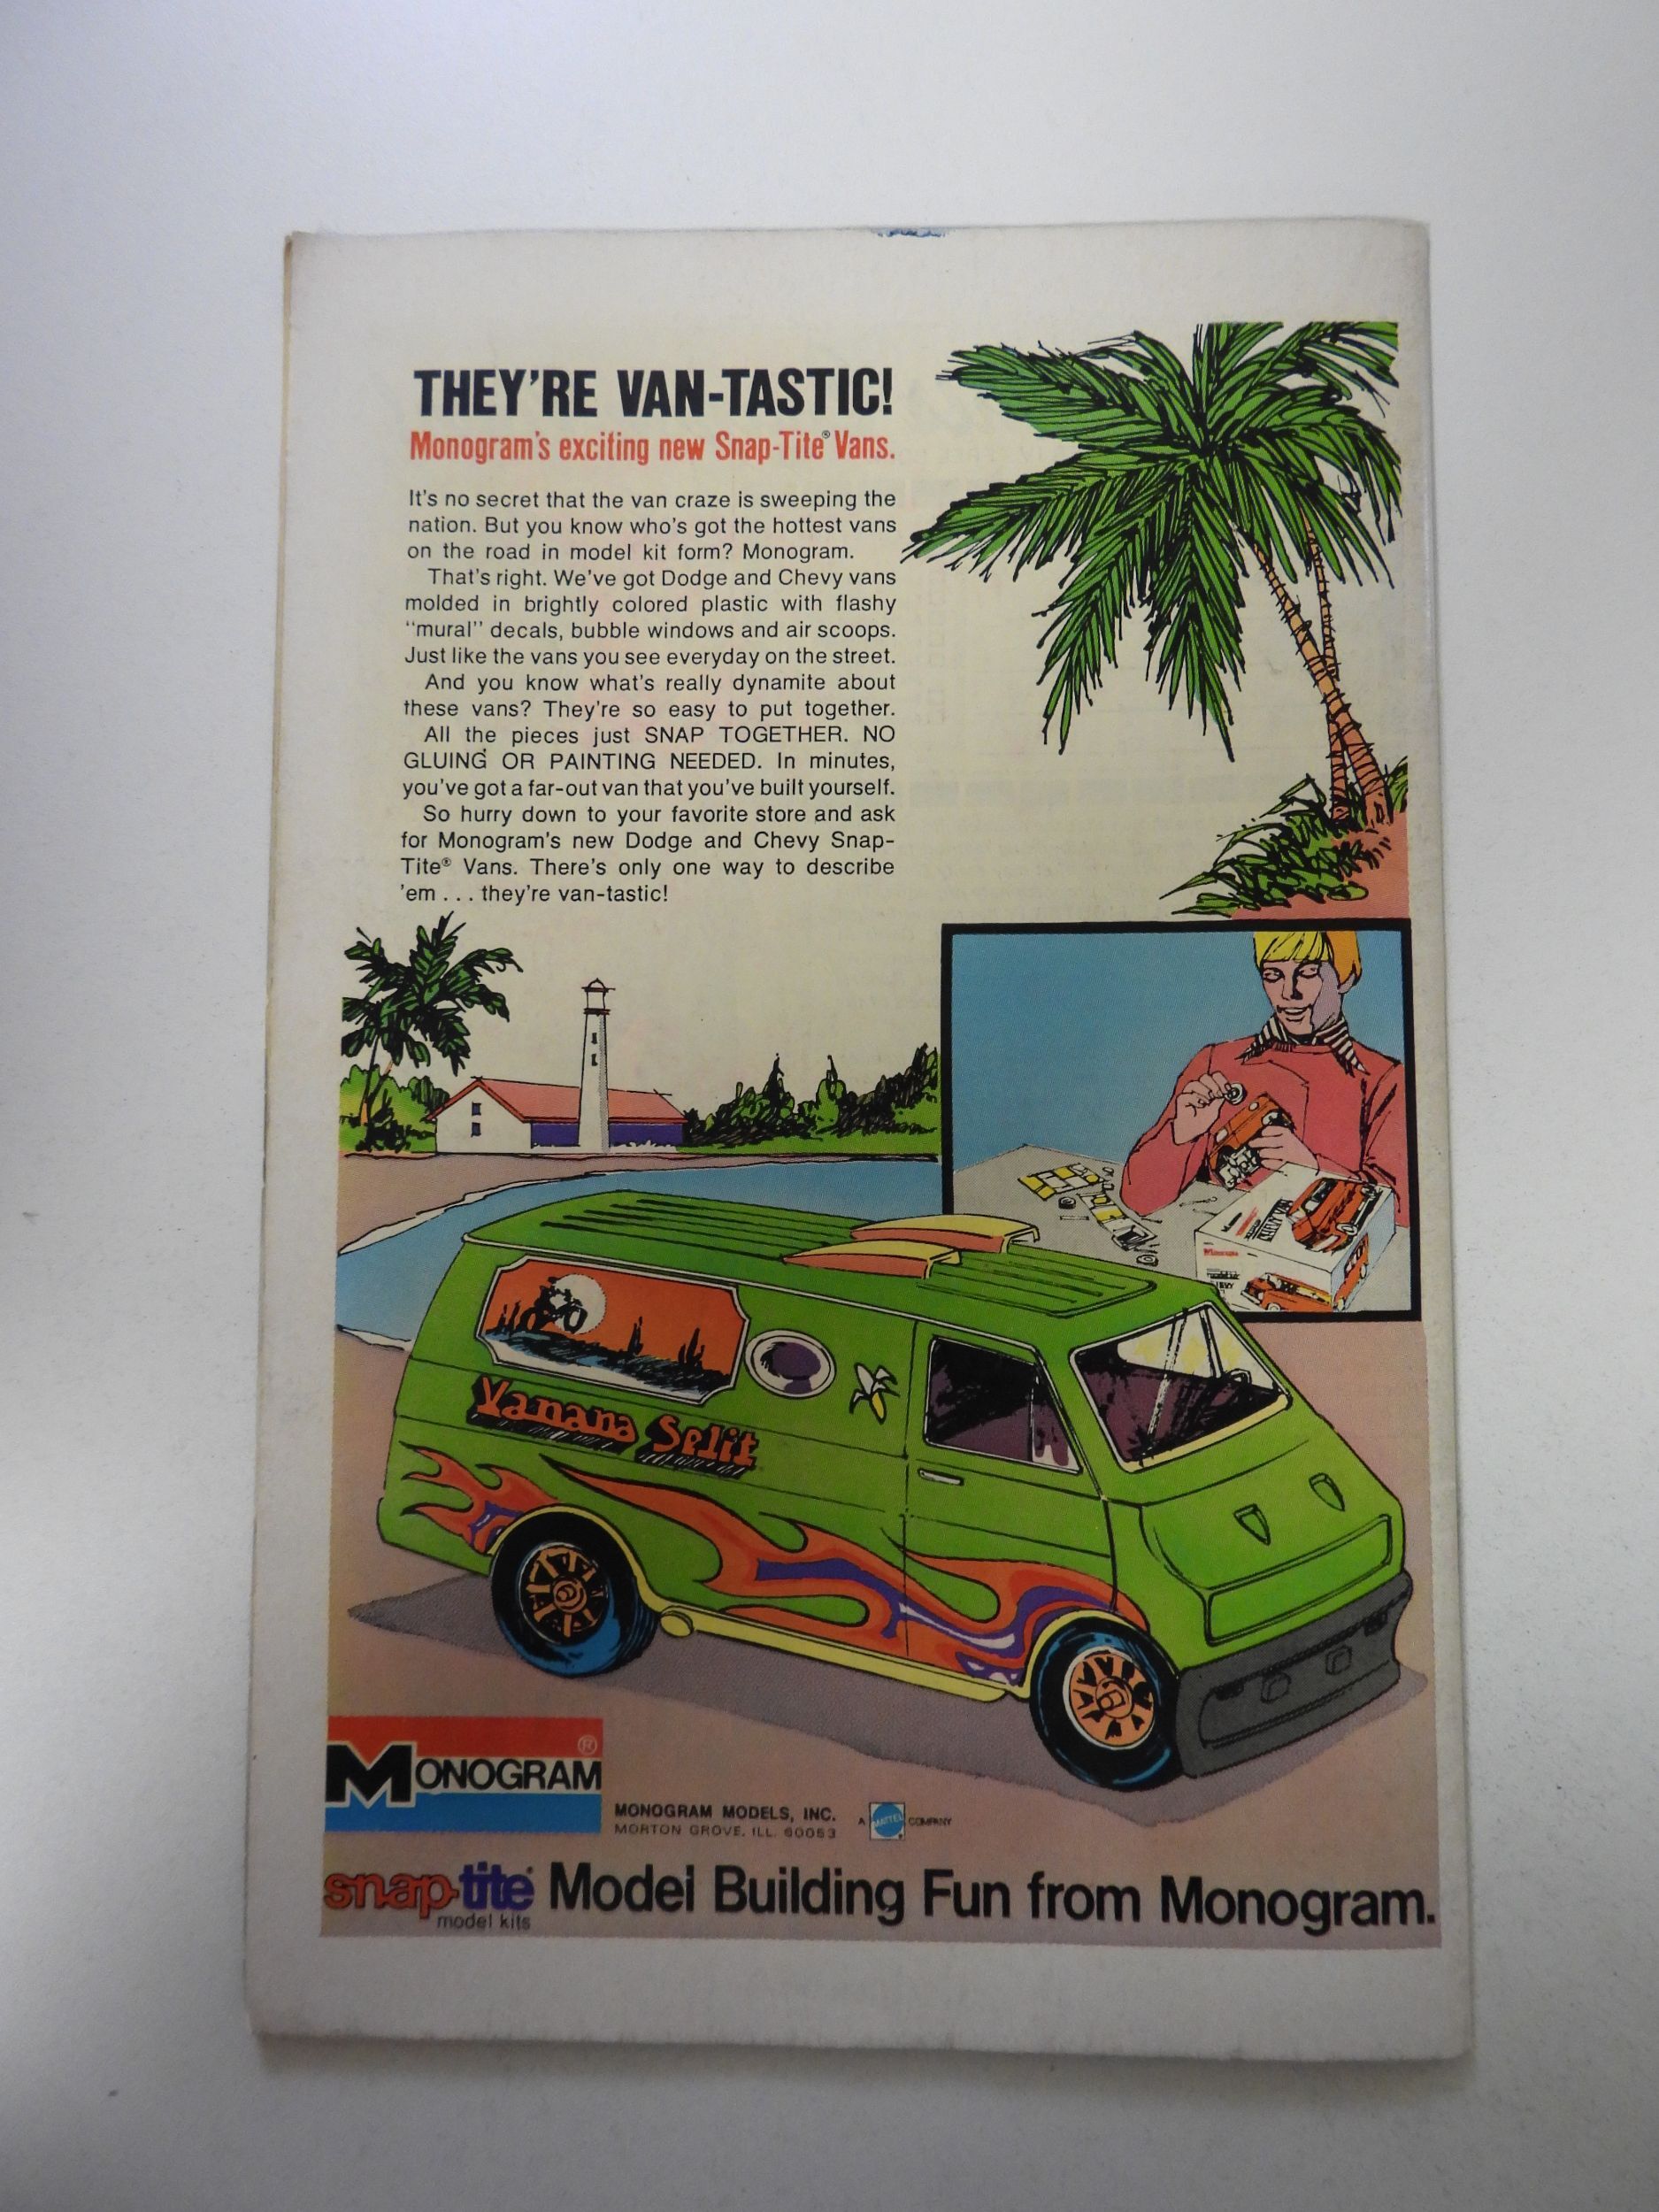 THEY'RE VAN-TASTIC!
Monogram's exciting new Snap-Tite® Vans.
It's no secret that the van craze is sweeping the
nation. But you know who's got the hottest vans
on the road in model kit form? Monogram.
That's right. We've got Dodge and Chevy vans
molded in brightly colored plastic with flashy
"mural" decals, bubble windows and air scoops.
Just like the vans you see everyday on the street.
And you know what's really dynamite about
these vans? They're so easy to put together.
All the pieces just SNAP TOGETHER. NO
GLUING OR PAINTING NEEDED. In minutes,
you've got a far-out van that you've built yourself.
So hurry down to your favorite store and ask
for Monogram's new Dodge and Chevy Snap-
Tite® Vans. There's only one way to describe
'em . . . they're van-tastic!
Vanana Split
MONOGRAM®
MONOGRAM MODELS, INC.
MORTON GROVE, ILL. 60053
A MATTEL COMPANY
snap-tite® Model Building Fun from Monogram.
model kits